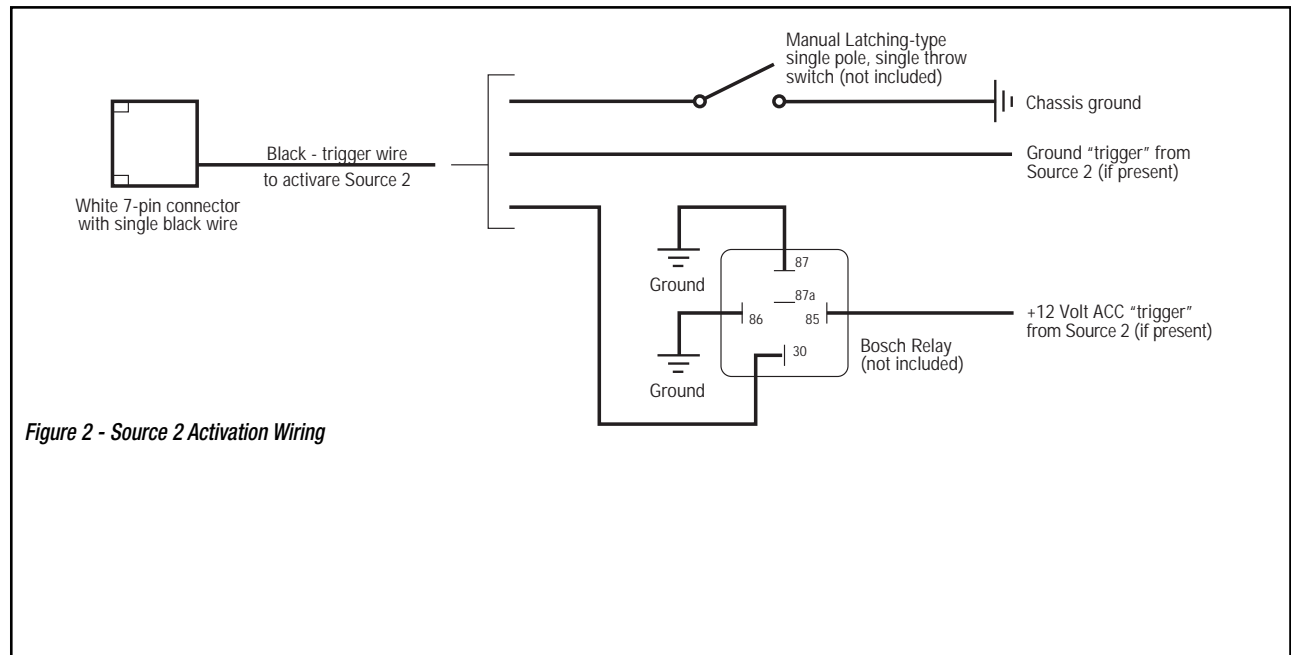 Manual Latching-type
single pole, single throw
switch (not included)
Chassis ground
Black - trigger wire
to activare Source 2
Ground “trigger” from
Source 2 (if present)
White 7-pin connector
with single black wire
87
Ground
87a
86
85
+12 Volt ACC “trigger”
from Source 2 (if present)
30
Bosch Relay
(not included)
Ground
Figure 2 - Source 2 Activation Wiring